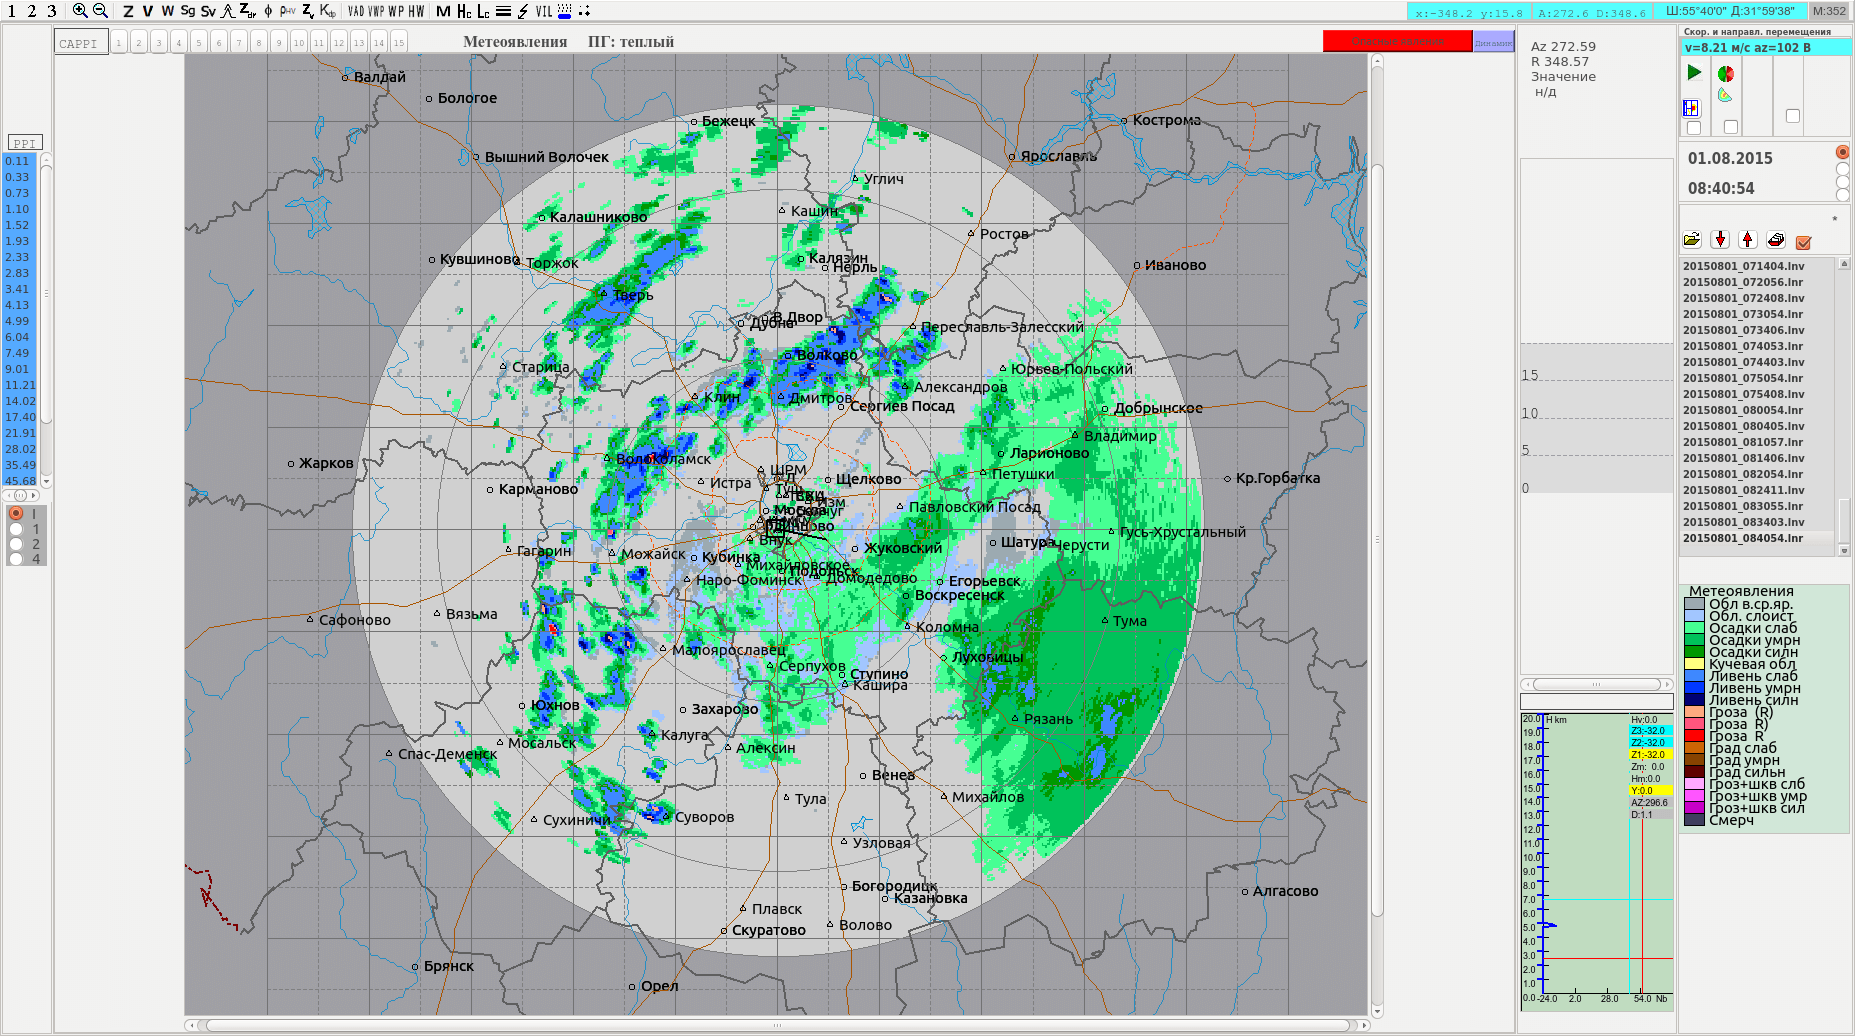 1 2 3 Z V W Sg Sv Zdr ϕ ρHV Zv Kdp VAD VWP WP HW M Hc Lc VIL
x:-348.2 y:15.8 A:272.6 D:348.6 Ш:55°40'0" Д:31°59'38" M:352
CAPPI 1 2 3 4 5 6 7 8 9 10 11 12 13 14 15
Метеоявления ПГ: теплый
Динамик
PPI
0.11
0.33
0.73
1.10
1.52
1.93
2.33
2.83
3.41
4.13
4.99
6.04
7.49
9.01
11.21
14.02
17.40
21.91
28.02
35.49
45.68
I
1
2
4
Валдай
Бологое
Бежецк
Кострома
Вышний Волочек
Ярославль
Углич
Кашин
Калашниково
Ростов
Кувшиново
Торжок
Калязин
Нерль
Иваново
Тверь
В.Двор
Дубна
Переславль-Залесский
Волково
Старица
Юрьев-Польский
Александров
Клин
Дмитров
Сергиев Посад
Добрынское
Владимир
Ларионово
Волоколамск
Жарков
ШРМ
Петушки
Истра
Щелково
Кр.Горбатка
Карманово
Павловский Посад
Гусь-Хрустальный
Москва
Внук
Жуковский
Шатура
Черусти
Гагарин
Можайск
Кубинка
Михайловское
Подольск
Домодедово
Наро-Фоминск
Егорьевск
Воскресенск
Вязьма
Сафоново
Коломна
Тума
Малоярославец
Луховицы
Серпухов
Ступино
Кашира
Юхнов
Захарово
Рязань
Калуга
Мосальск
Алексин
Спас-Деменск
Венев
Тула
Михайлов
Сухиничи
Суворов
Узловая
Богородицк
Казановка
Алгасово
Плавск
Волово
Скуратово
Брянск
Орел
Az 272.59
R 348.57
Значение
н/д
15
10
5
0
20.0 H km
19.0
18.0
17.0
16.0
15.0
14.0
13.0
12.0
11.0
10.0
9.0
8.0
7.0
6.0
5.0
4.0
3.0
2.0
1.0
0.0 -24.0 2.0 28.0 54.0 Nb
Hv:0.0
Z3:-32.0
Z2:-32.0
Z1:-32.0
Zm: 0.0
Hm:0.0
Y:0.0
AZ:296.6
D:1.1
Скор. и направл. перемещения
v=8.21 м/с az=102 В
01.08.2015
08:40:54
*
20150801_071404.lnv
20150801_072056.lnr
20150801_072408.lnv
20150801_073054.lnr
20150801_073406.lnv
20150801_074053.lnr
20150801_074403.lnv
20150801_075054.lnr
20150801_075408.lnv
20150801_080054.lnr
20150801_080405.lnv
20150801_081057.lnr
20150801_081406.lnv
20150801_082054.lnr
20150801_082411.lnv
20150801_083055.lnr
20150801_083403.lnv
20150801_084054.lnr
Метеоявления
Обл в.ср.яр.
Обл. слоист
Осадки слаб
Осадки умрн
Осадки силн
Кучевая обл
Ливень слаб
Ливень умрн
Ливень силн
Гроза (R)
Гроза R
Гроза R
Град слаб
Град умрн
Град сильн
Гроз+шкв слб
Гроз+шкв умр
Гроз+шкв сил
Смерч